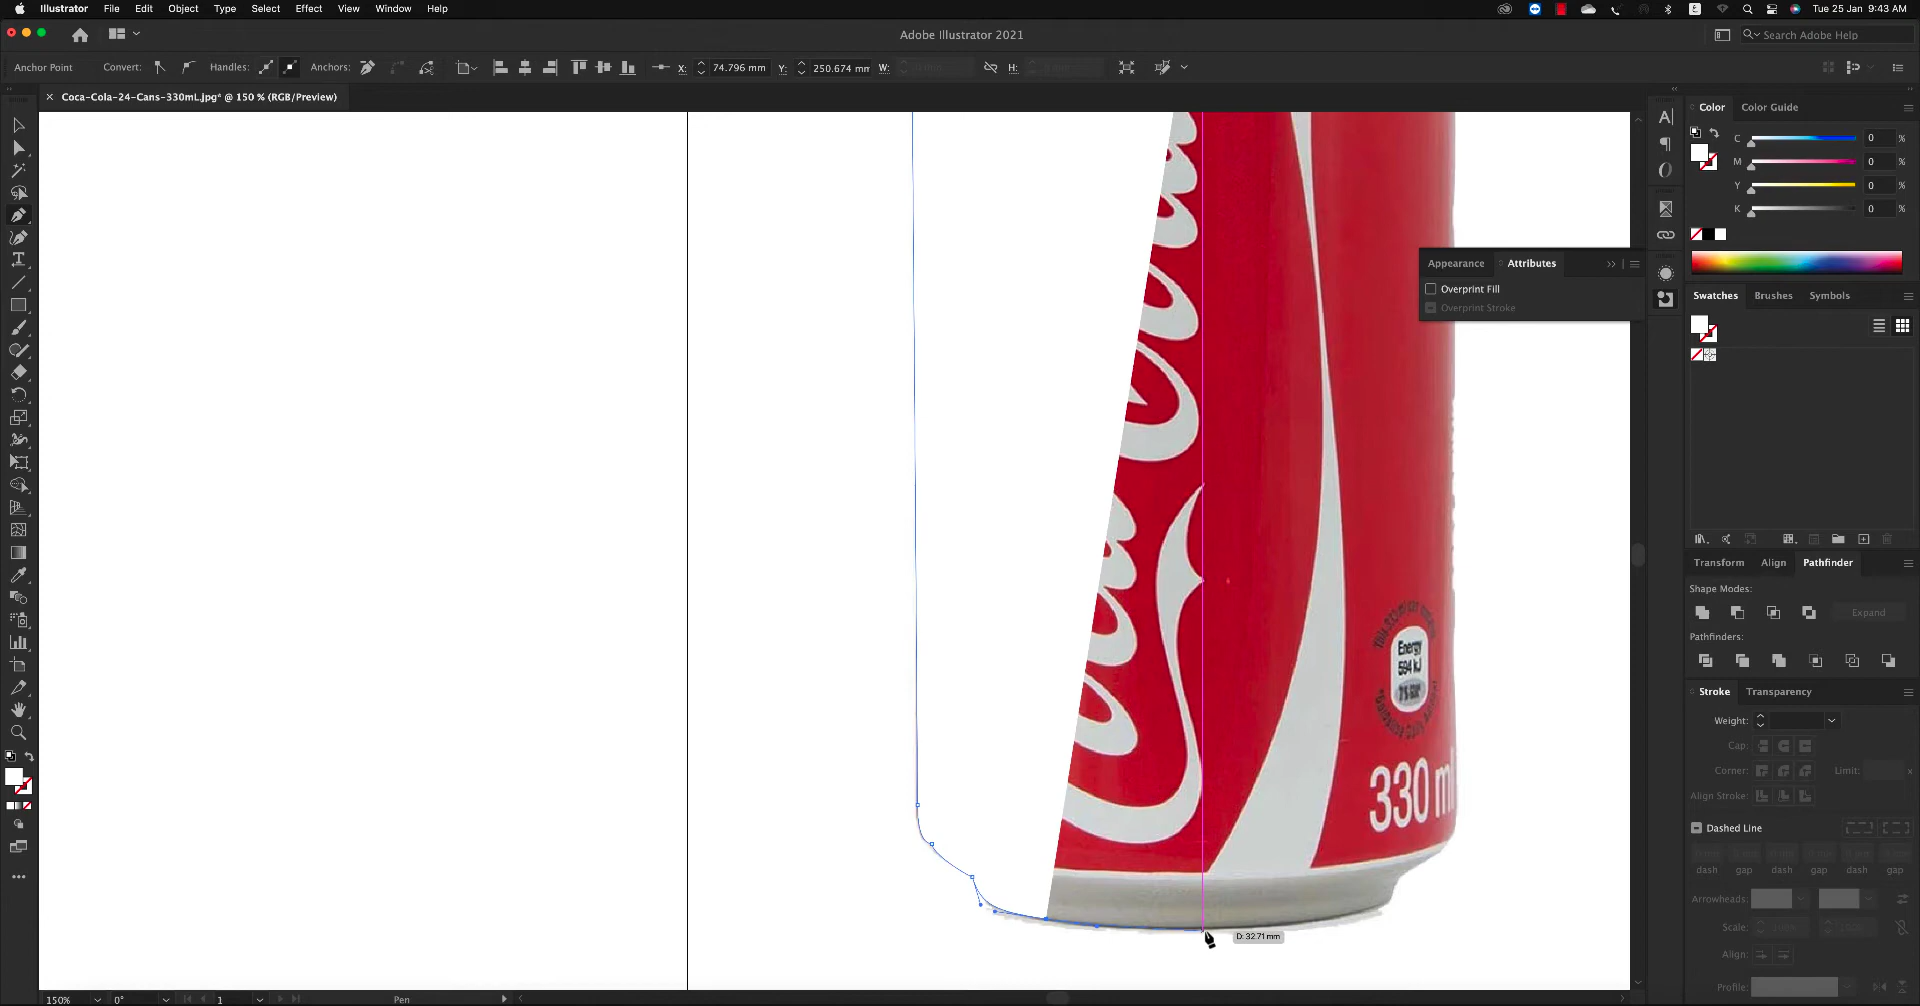 Illustrator File Edit Object Type Select Effect View Window Help
Tue 25 Jan 9:43 AM
Adobe Illustrator 2021
Search Adobe Help
Anchor Point Convert: Handles: Anchors: X: 74.796 mm Y: 250.674 mm W: H:
× Coca-Cola-24-Cans-330mL.jpg* @ 150 % (RGB/Preview)
Color Color Guide
C 0 %
M 0 %
Y 0 %
K 0 %
Appearance Attributes
Overprint Fill
Overprint Stroke
Swatches Brushes Symbols
Transform Align Pathfinder
Shape Modes:
Expand
Pathfinders:
Stroke Transparency
Weight:
Cap:
Corner: Limit: x
Align Stroke:
Dashed Line
dash gap dash gap dash gap
Arrowheads:
Scale:
Align:
Profile:
Energy
594 kJ
330 ml
D: 32.71 mm
150% 0° 1 Pen